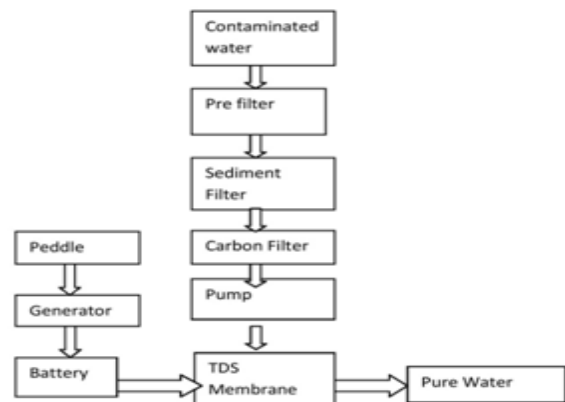 Contaminated
water
Pre filter
Sediment
Filter
Peddle
Carbon Filter
Generator
Pump
Battery
TDS
Membrane
Pure Water